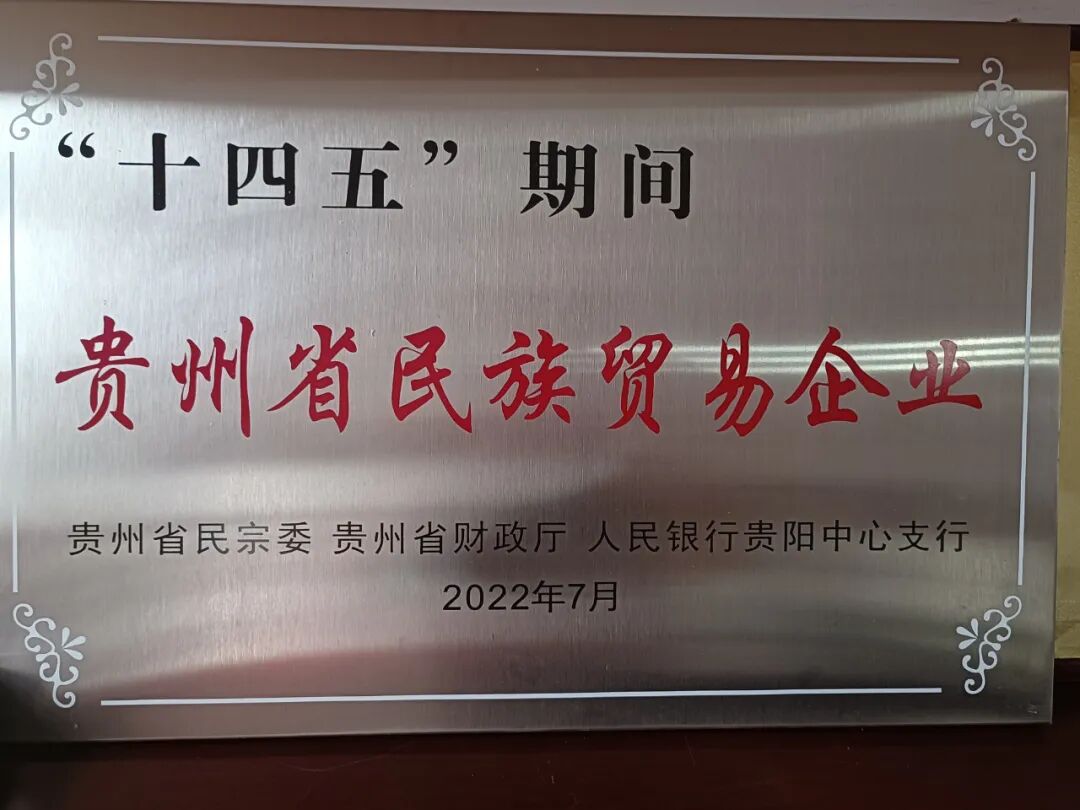 “十四五”期间
贵州省民族贸易企业
贵州省民宗委 贵州省财政厅 人民银行贵阳中心支行
2022年7月